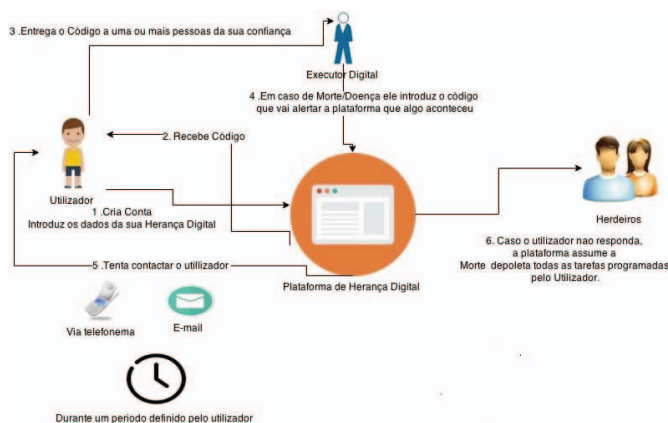 3 .Entrega o Código a uma ou mais pessoas da sua confiança
Executor Digital
4 .Em caso de Morte/Doença ele introduz o código
que vai alertar a plataforma que algo aconteceu
2. Recebe Código
Utilizador
1 .Cria Conta
Introduz os dados da sua Herança Digital
Herdeiros
6. Caso o utilizador nao responda,
a plataforma assume a
Morte depoleta todas as tarefas programadas
pelo Utilizador.
5 .Tenta contactar o utillizador
Plataforma de Herança Digital
Via telefonema
E-mail
Durante um periodo definido pelo utilizador